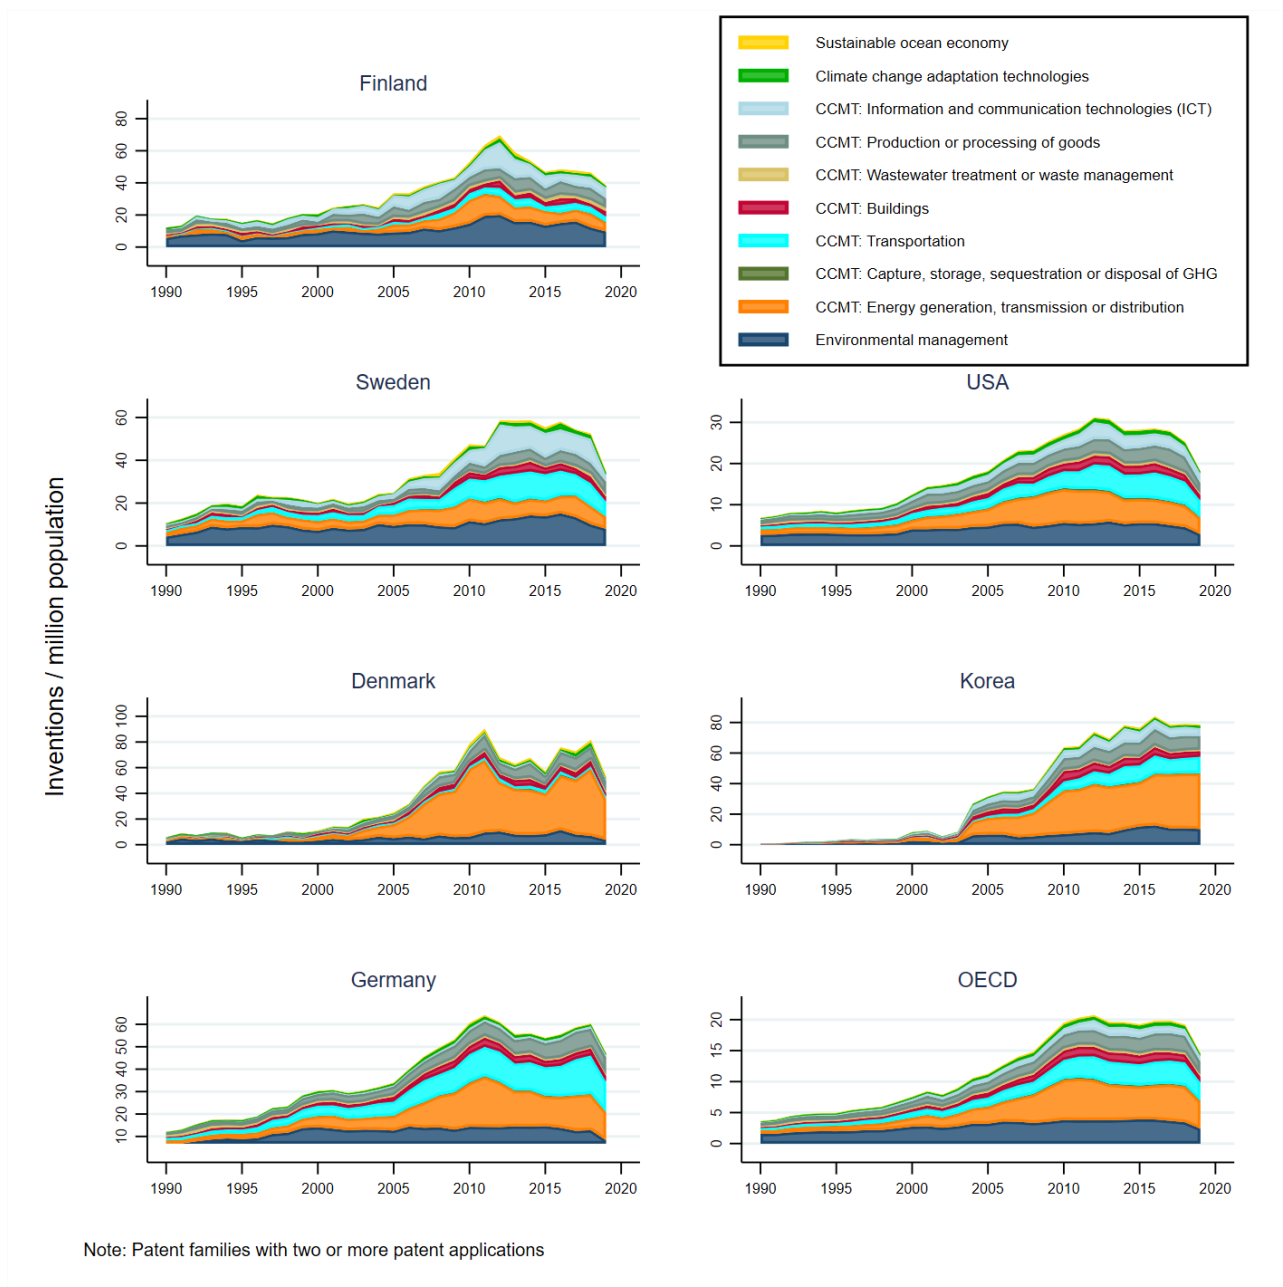 Sustainable ocean economy
Climate change adaptation technologies
CCMT: Information and communication technologies (ICT)
CCMT: Production or processing of goods
CCMT: Wastewater treatment or waste management
CCMT: Buildings
CCMT: Transportation
CCMT: Capture, storage, sequestration or disposal of GHG
CCMT: Energy generation, transmission or distribution
Environmental management
Inventions / million population
Finland
80
60
40
20
0
1990 1995 2000 2005 2010 2015 2020
Sweden
60
40
20
0
1990 1995 2000 2005 2010 2015 2020
USA
30
20
10
0
1990 1995 2000 2005 2010 2015 2020
Denmark
100
80
60
40
20
0
1990 1995 2000 2005 2010 2015 2020
Korea
80
60
40
20
0
1990 1995 2000 2005 2010 2015 2020
Germany
60
50
40
30
20
10
1990 1995 2000 2005 2010 2015 2020
OECD
20
15
10
5
0
1990 1995 2000 2005 2010 2015 2020
Note: Patent families with two or more patent applications